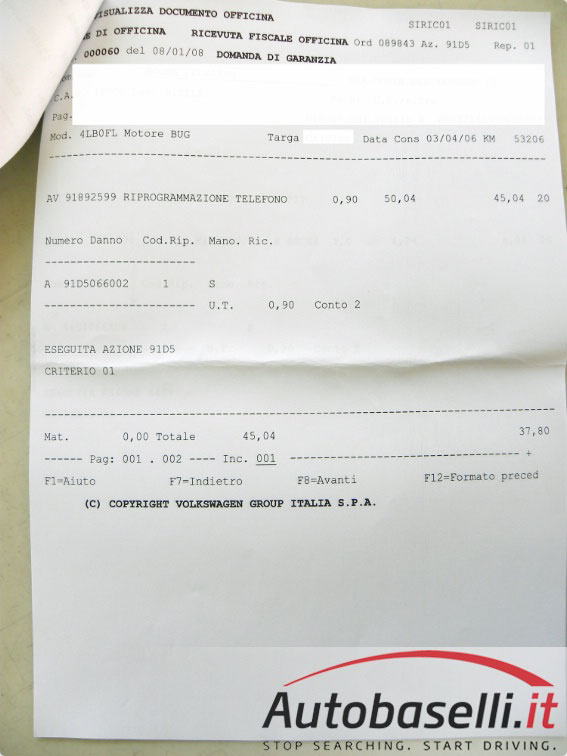 VISUALIZZA DOCUMENTO OFFICINA SIRIC01 SIRIC01
E DI OFFICINA RICEVUTA FISCALE OFFICINA Ord 089843 Az. 91D5 Rep. 01
000060 del 08/01/08 DOMANDA DI GARANZIA
C.A.
Pag.
Mod. 4LB0FL Motore BUG Targa Data Cons 03/04/06 KM 53206
AV 91892599 RIPROGRAMMAZIONE TELEFONO 0,90 50,04 45,04 20
Numero Danno Cod.Rip. Mano. Ric.
A 91D5066002 1 S
U.T. 0,90 Conto 2
ESEGUITA AZIONE 91D5
CRITERIO 01
Mat. 0,00 Totale 45,04 37,80
------ Pag: 001 . 002 ---- Inc. 001 ------------------------------ +
F1=Aiuto F7=Indietro F8=Avanti F12=Formato preced
(C) COPYRIGHT VOLKSWAGEN GROUP ITALIA S.P.A.
Autobaselli.it
STOP SEARCHING. START DRIVING.